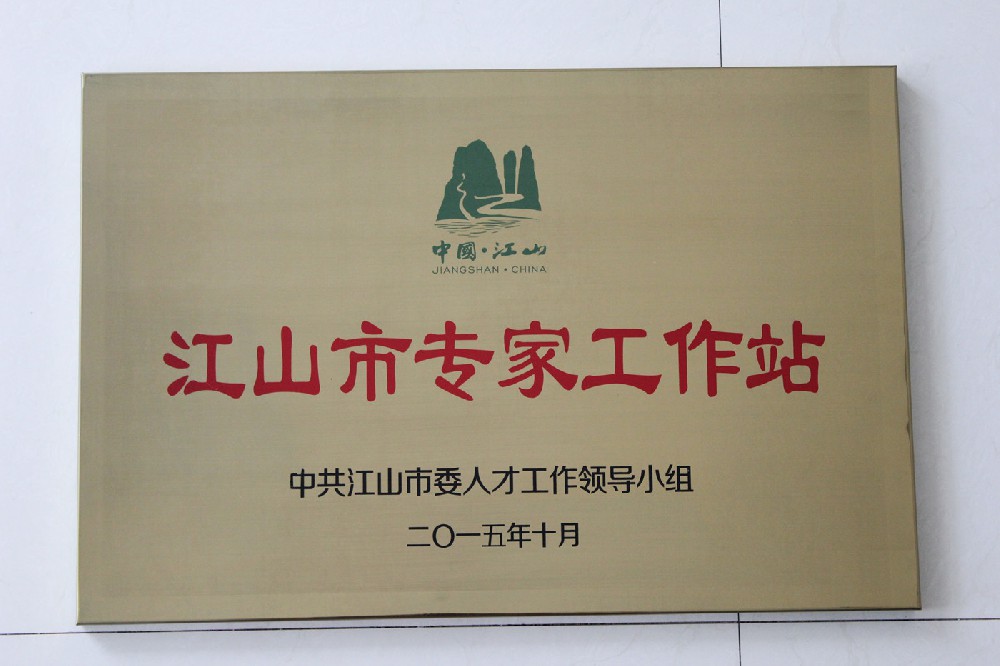 中國·江山
JIANGSHAN·CHINA
江山市专家工作站
中共江山市委人才工作领导小组
二〇一五年十月